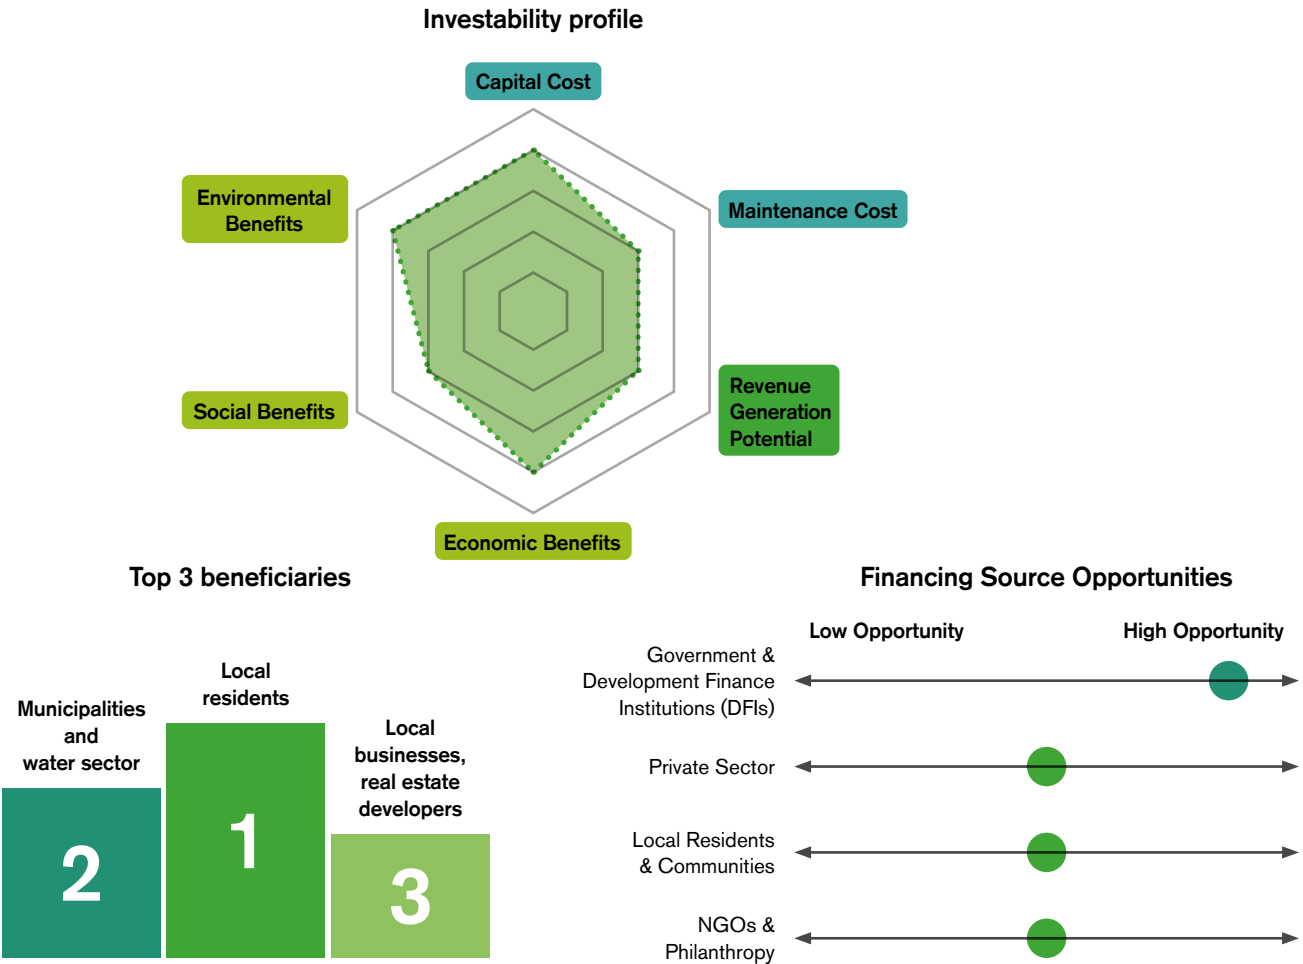 Investability profile
Capital Cost
Environmental
Benefits
Maintenance Cost
Social Benefits
Revenue
Generation
Potential
Economic Benefits
Top 3 beneficiaries
Municipalities
and
water sector
Local
residents
Local
businesses,
real estate
developers
2
1
3
Financing Source Opportunities
Low Opportunity
High Opportunity
Government &
Development Finance
Institutions (DFIs)
Private Sector
Local Residents
& Communities
NGOs &
Philanthropy